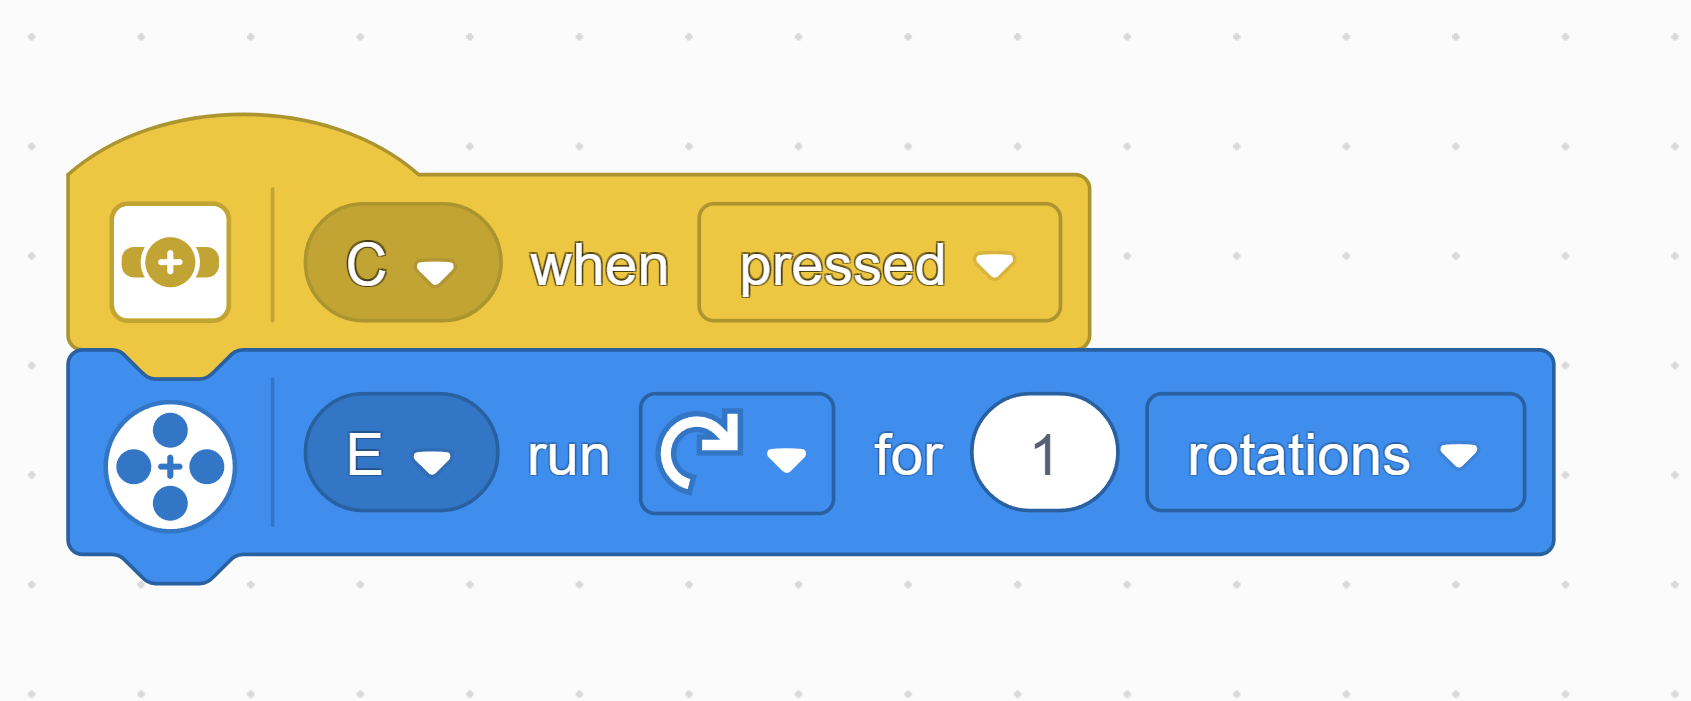 C when pressed
E run for 1 rotations